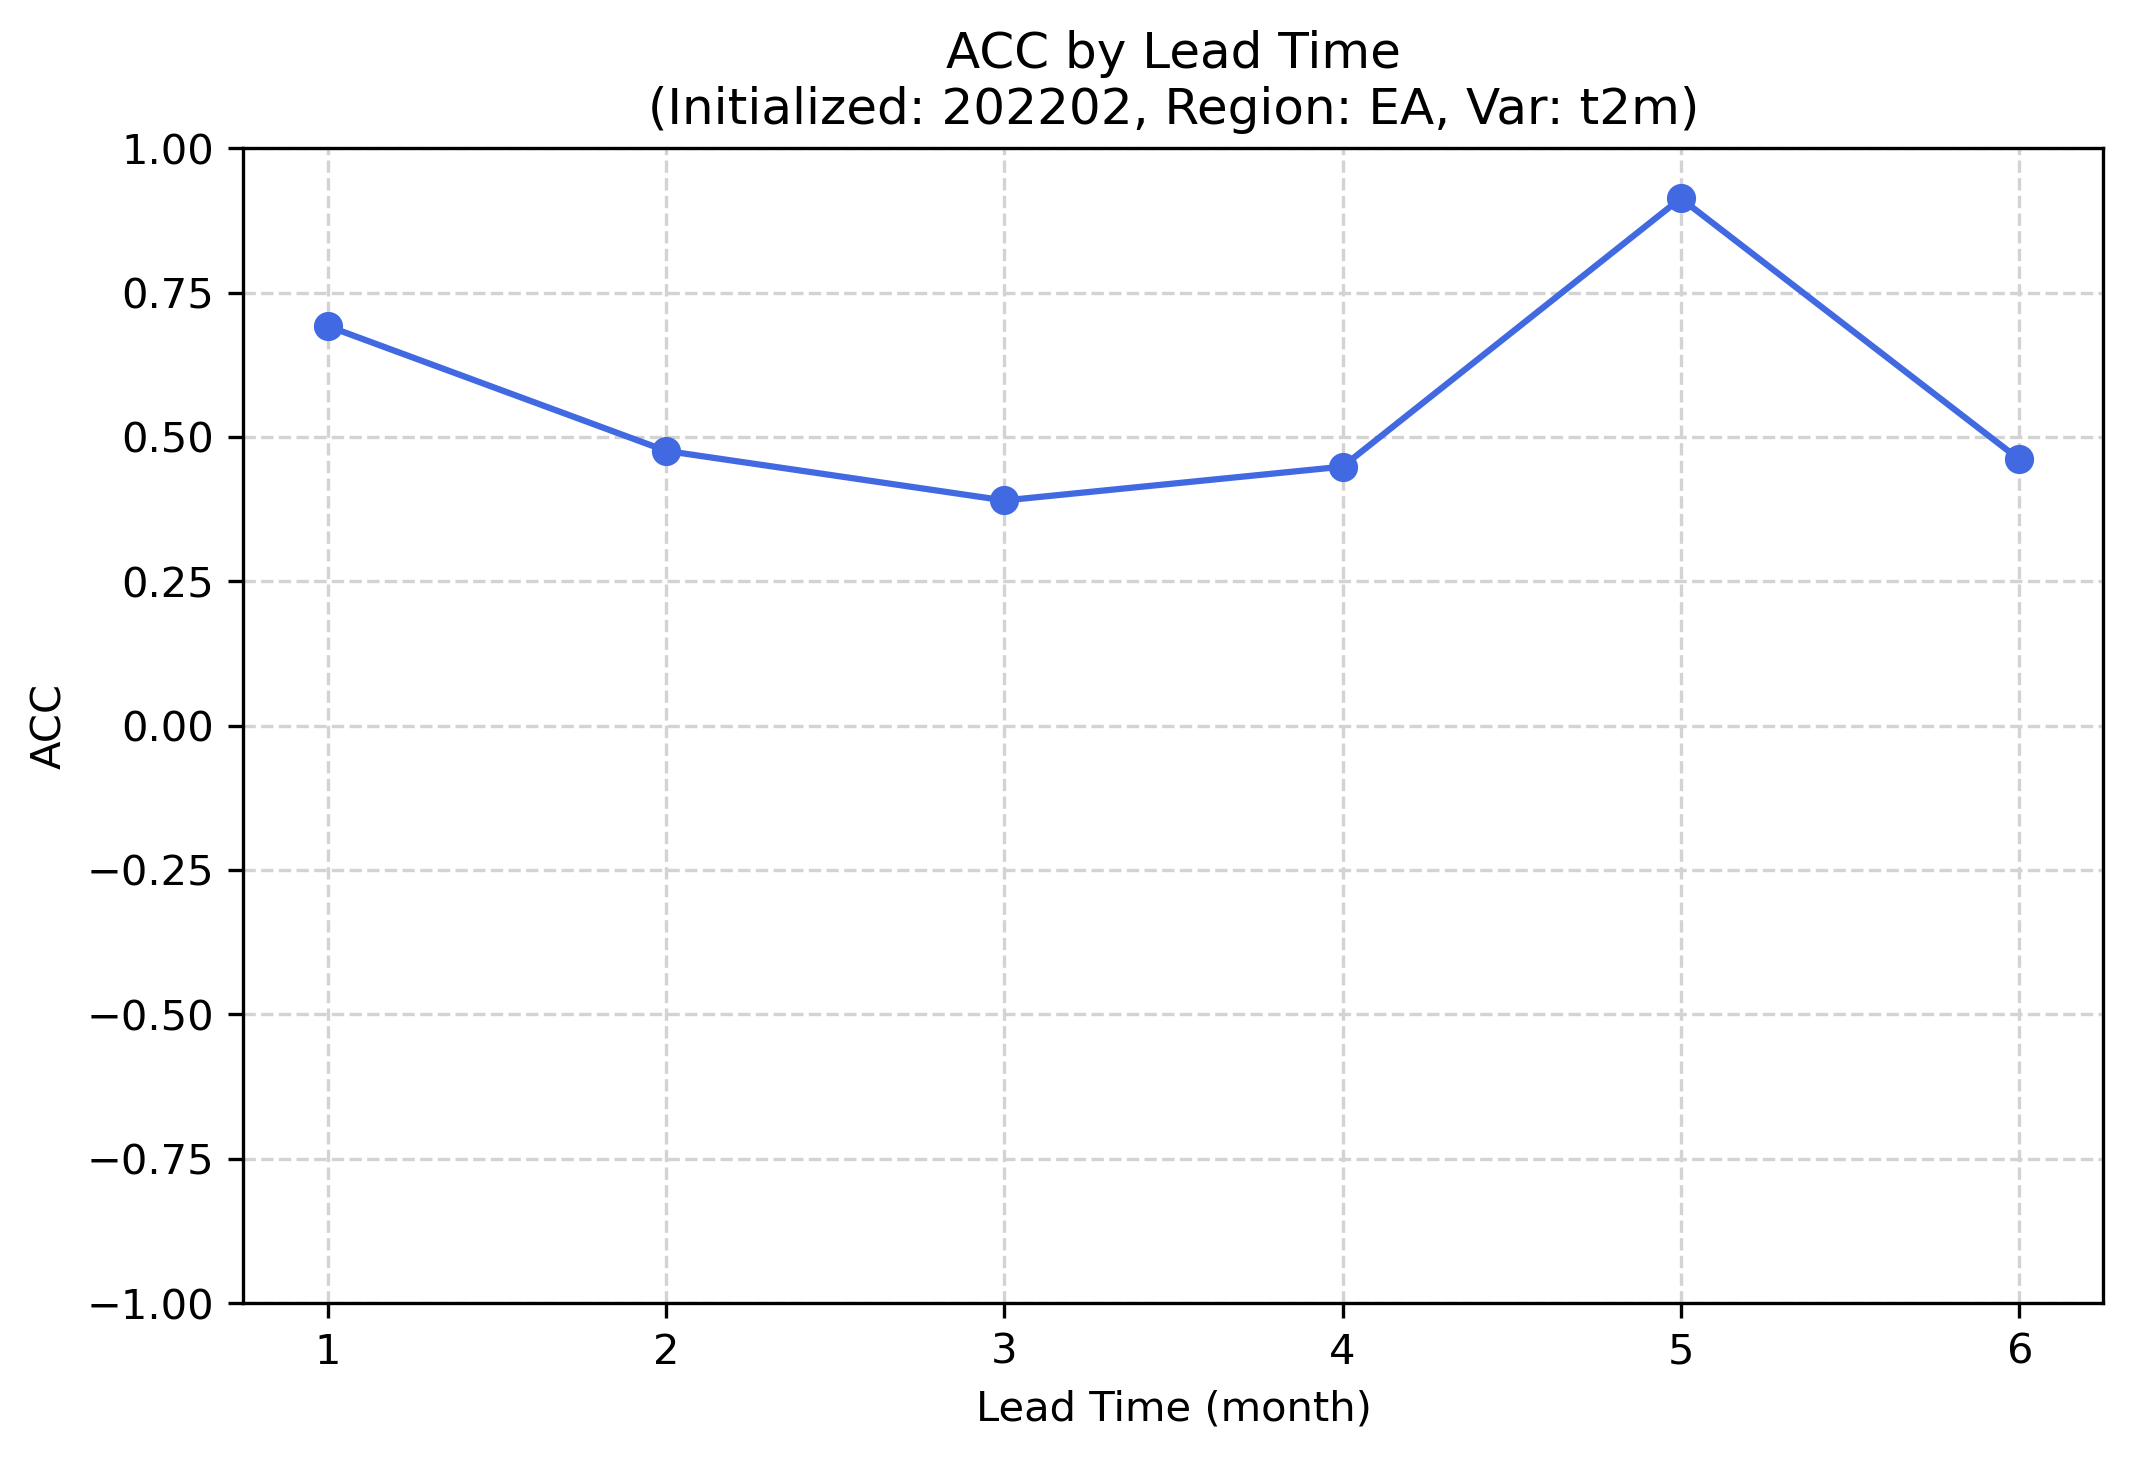 ACC by Lead Time
(Initialized: 202202, Region: EA, Var: t2m)
1.00
0.75
0.50
0.25
0.00
−0.25
−0.50
−0.75
−1.00
ACC
1 2 3 4 5 6
Lead Time (month)